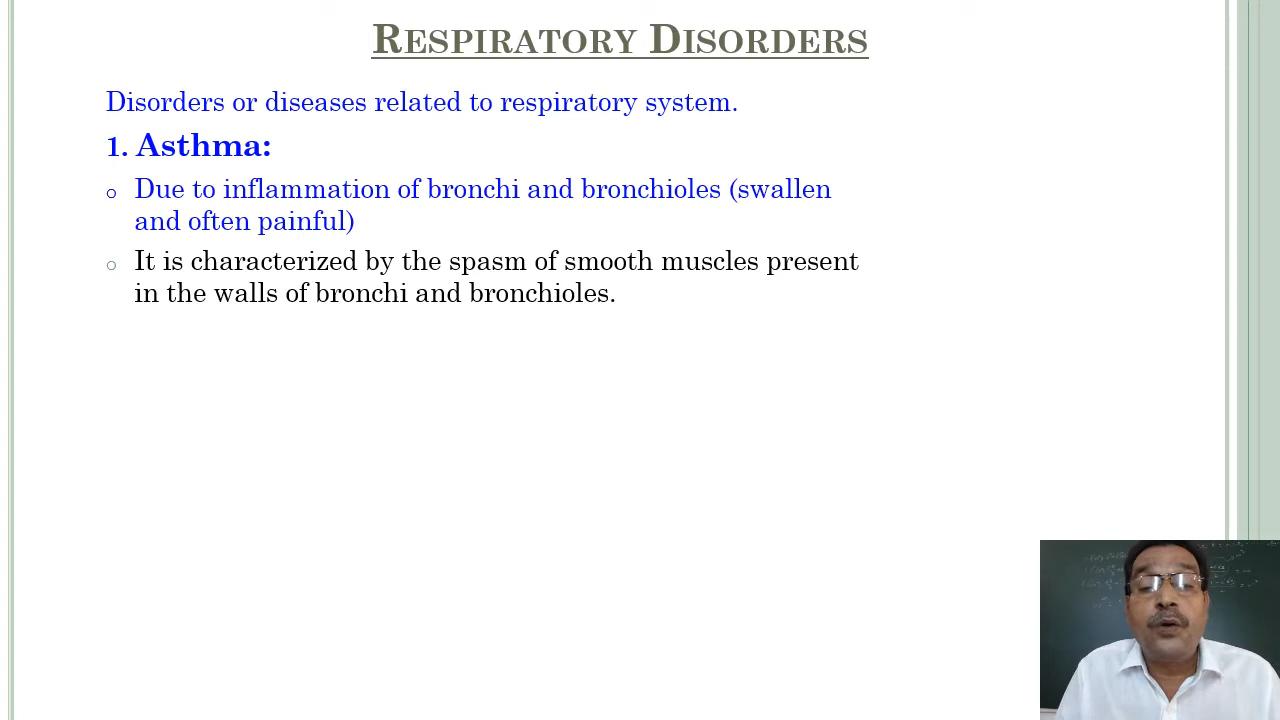 RESPIRATORY DISORDERS
Disorders or diseases related to respiratory system.
1. Asthma:
o Due to inflammation of bronchi and bronchioles (swallen
and often painful)
o It is characterized by the spasm of smooth muscles present
in the walls of bronchi and bronchioles.